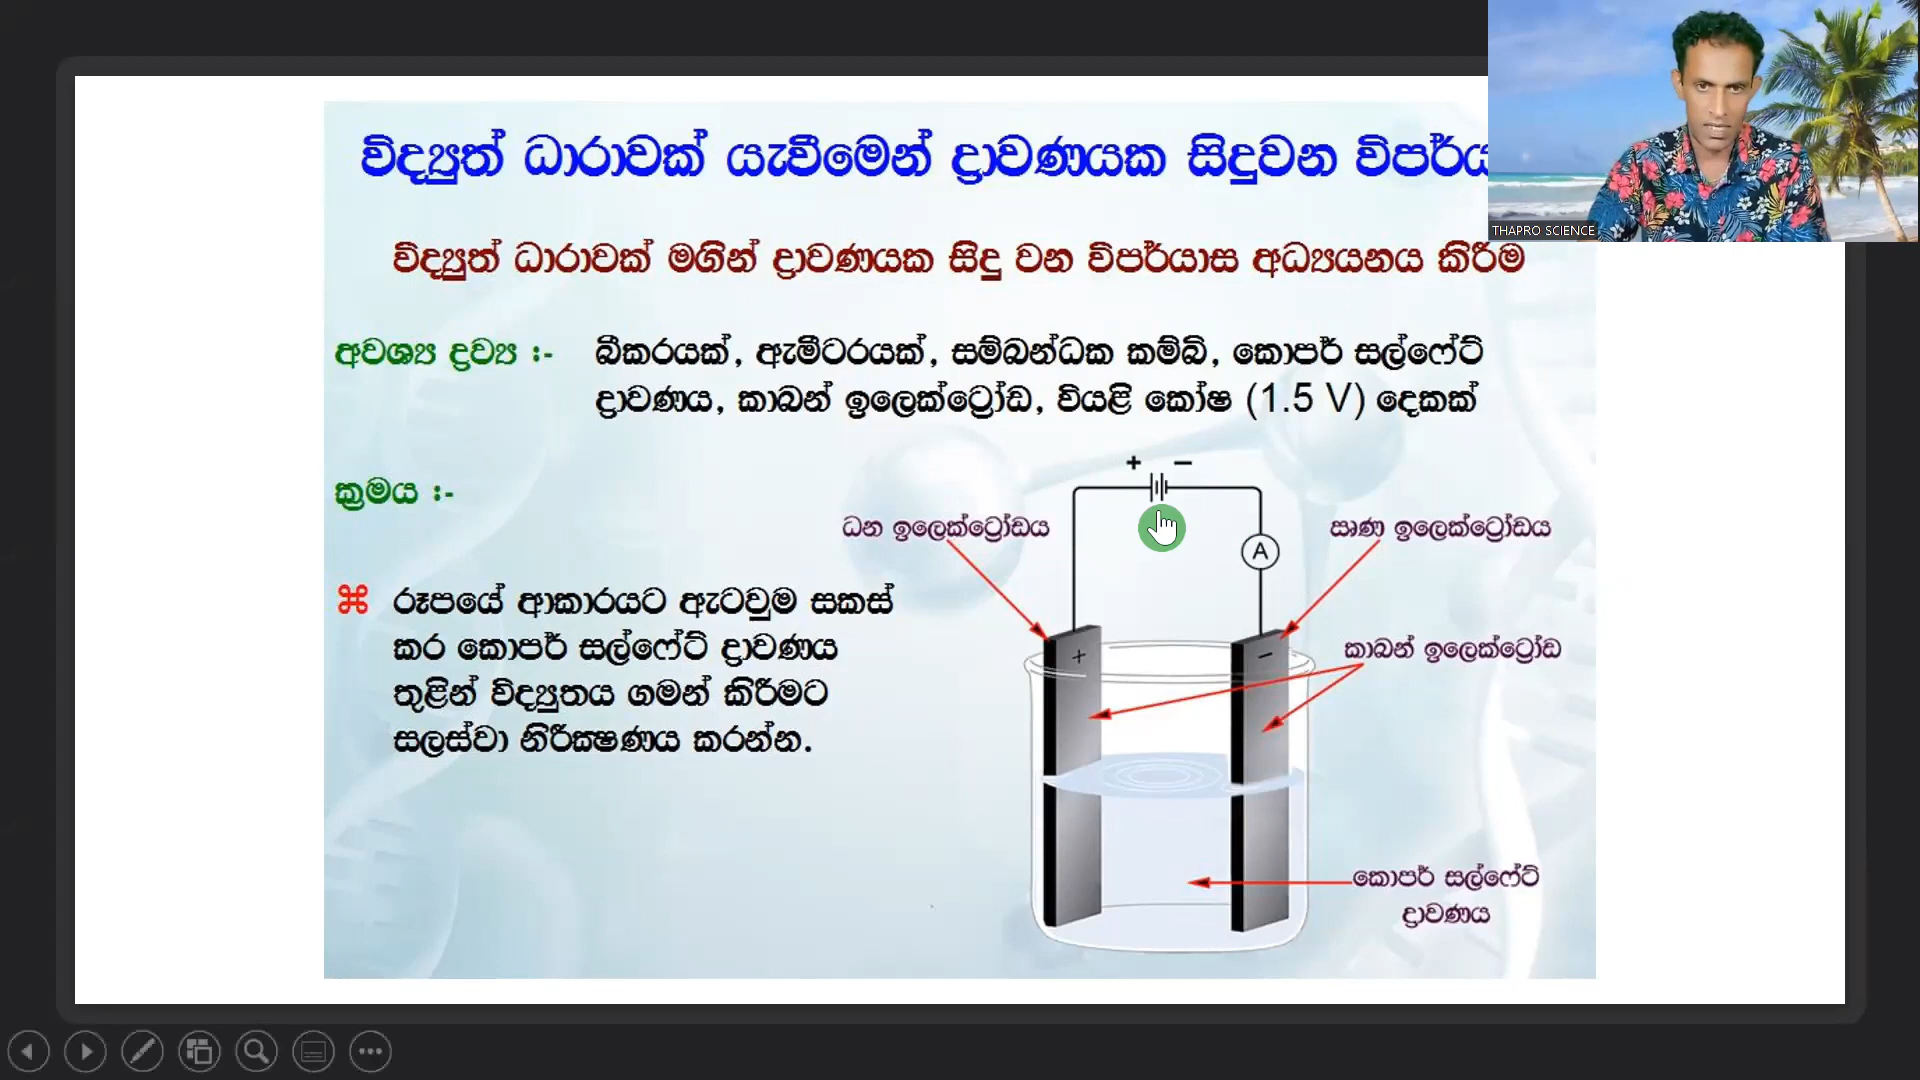 විද්‍යුත් ධාරාවක් යැවීමෙන් ද්‍රාවණයක සිදුවන
THAPRO SCIENCE
විද්‍යුත් ධාරාවක් මගින් ද්‍රාවණයක සිදු වන විපර්යාස අධ්‍යයනය කිරීම
අවශ්‍ය ද්‍රව්‍ය :- බීකරයක්, ඇමීටරයක්, සම්බන්ධක කම්බි, කොපර් සල්ෆේට්
ද්‍රාවණය, කාබන් ඉලෙක්ට්‍රෝඩ, වියළි කෝෂ (1.5 V) දෙකක්
ක්‍රමය :-
+ −
ධන ඉලෙක්ට්‍රෝඩය
ඍණ ඉලෙක්ට්‍රෝඩය
A
රූපයේ ආකාරයට ඇටවුම සකස්
කර කොපර් සල්ෆේට් ද්‍රාවණය
තුළින් විද්‍යුතය ගමන් කිරීමට
සලස්වා නිරීක්ෂණය කරන්න.
+ −
කාබන් ඉලෙක්ට්‍රෝඩ
කොපර් සල්ෆේට්
ද්‍රාවණය